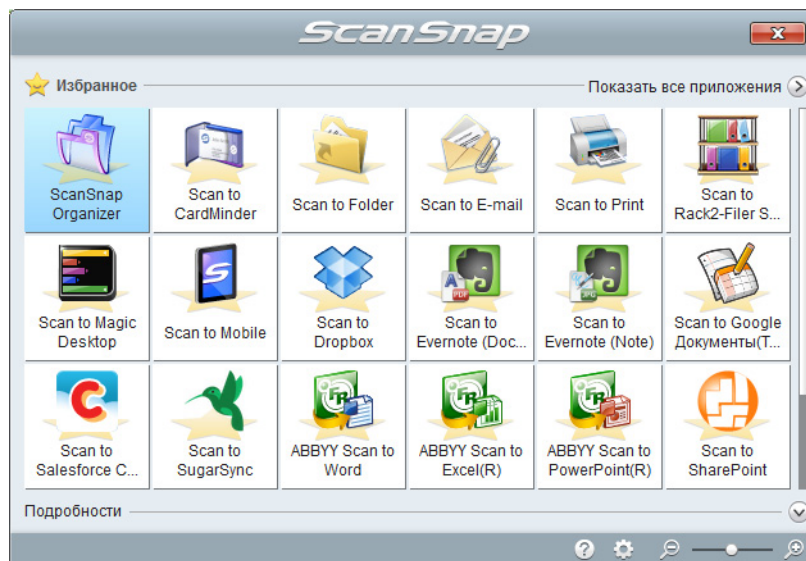 ScanSnap
Избранное
Показать все приложения
ScanSnap
Organizer
Scan to
CardMinder
Scan to Folder
Scan to E-mail
Scan to Print
Scan to
Rack2-Filer S...
Scan to Magic
Desktop
Scan to Mobile
Scan to
Dropbox
Scan to
Evernote (Doc...
Scan to
Evernote (Note)
Scan to Google
Документы(Т...
Scan to
Salesforce C...
Scan to
SugarSync
ABBYY Scan to
Word
ABBYY Scan to
Excel(R)
ABBYY Scan to
PowerPoint(R)
Scan to
SharePoint
Подробности